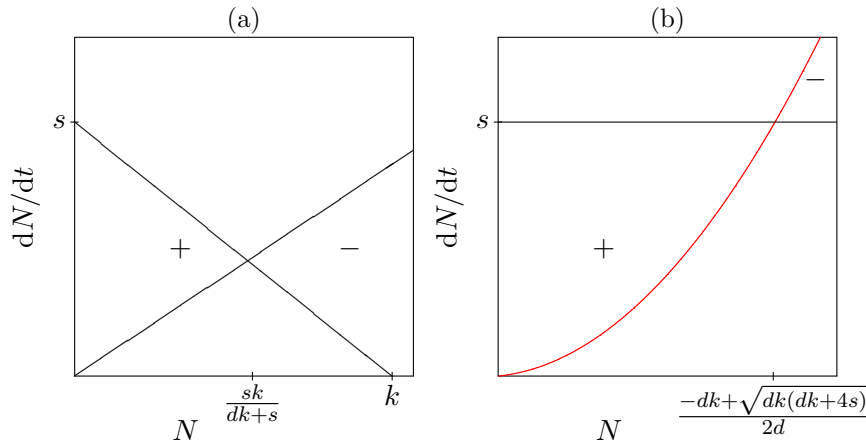 (a)
s
dN/dt
+
−
sk/(dk+s)
k
N
(b)
s
dN/dt
+
−
(−dk+√(dk(dk+4s)))/(2d)
N